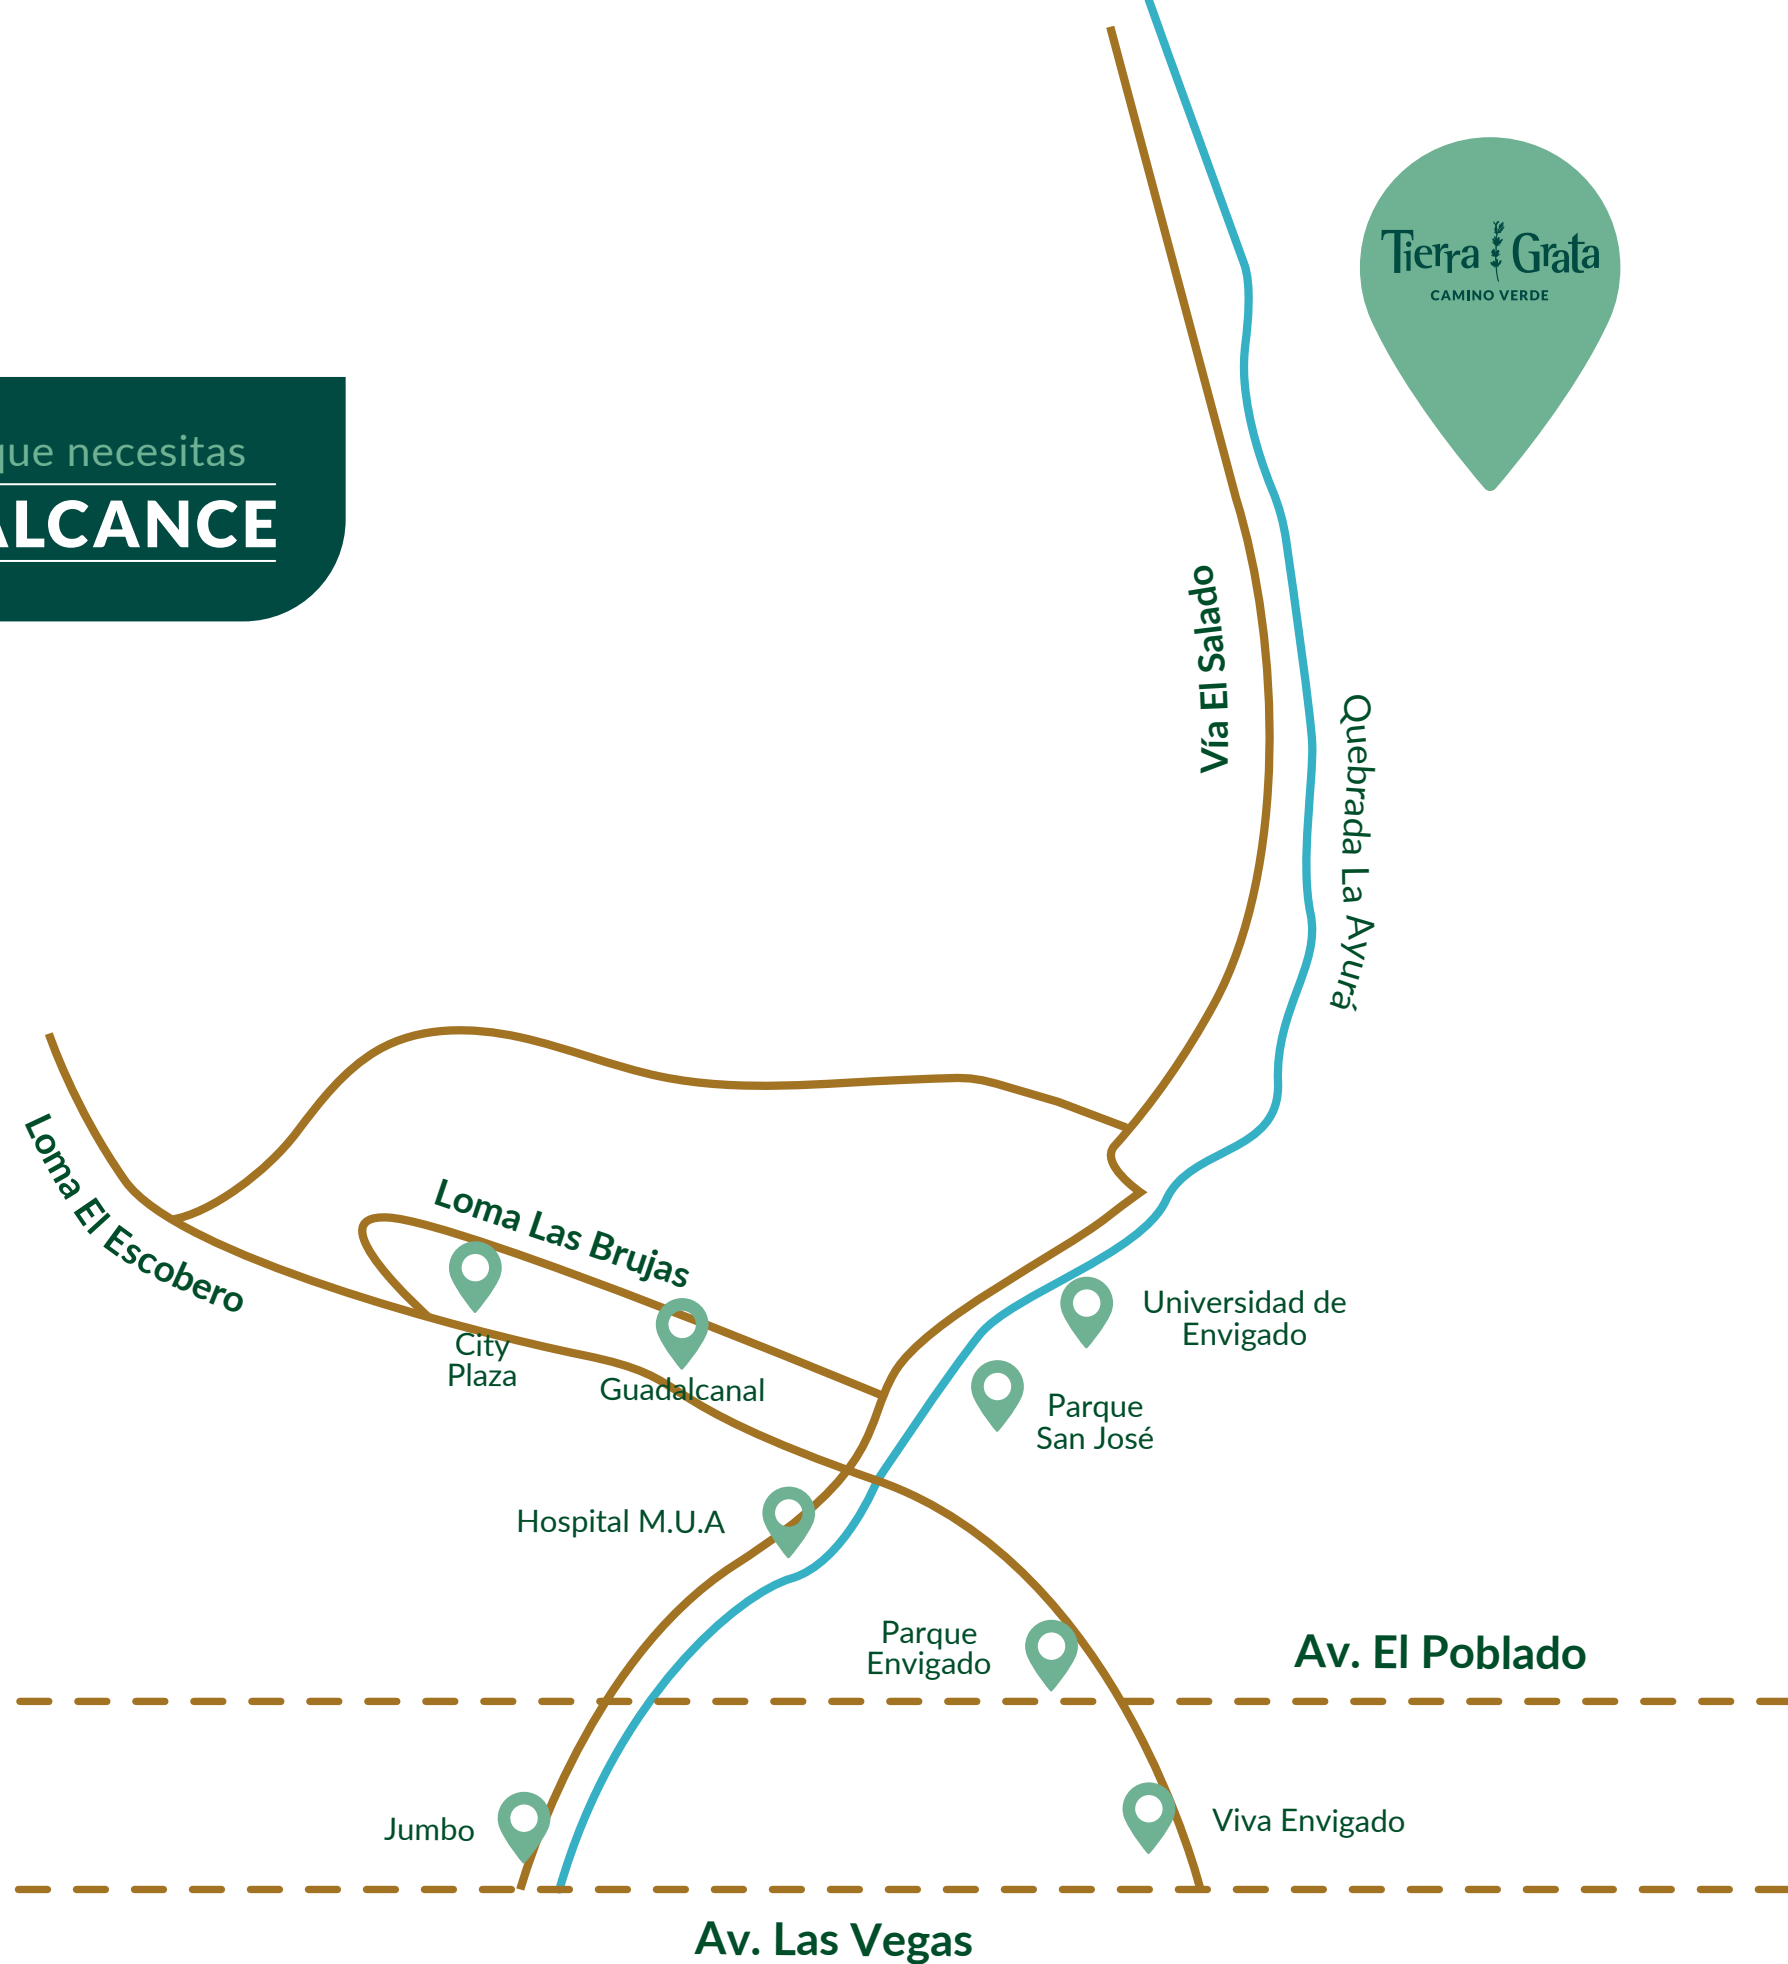 Tierra Grata
CAMINO VERDE
que necesitas
ALCANCE
Vía El Salado
Quebrada La Ayurá
Loma El Escobero
Loma Las Brujas
City
Plaza
Guadalcanal
Universidad de
Envigado
Parque
San José
Hospital M.U.A
Parque
Envigado
Av. El Poblado
Jumbo
Viva Envigado
Av. Las Vegas